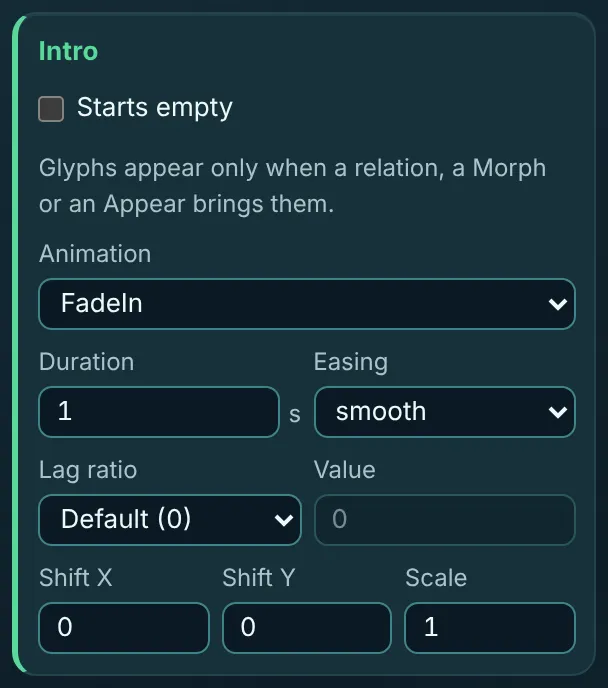 Intro
Starts empty
Glyphs appear only when a relation, a Morph
or an Appear brings them.
Animation
FadeIn
Duration Easing
1 s smooth
Lag ratio Value
Default (0) 0
Shift X Shift Y Scale
0 0 1